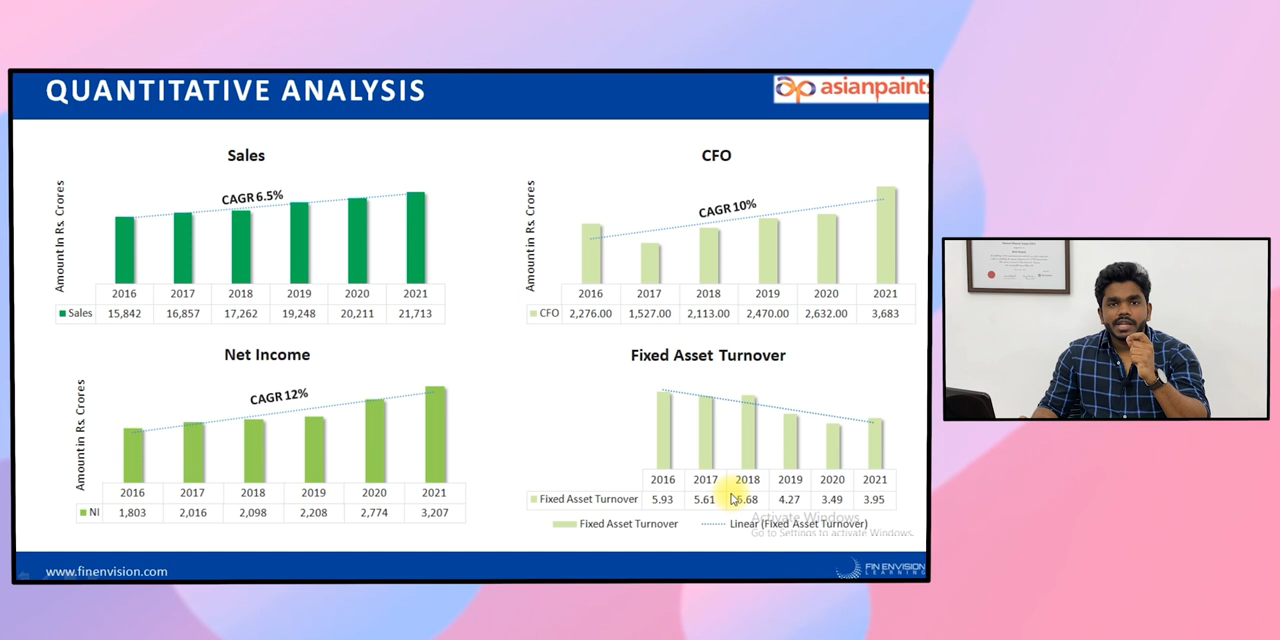 QUANTITATIVE ANALYSIS
asianpaints
Sales
Amount In Rs. Crores
CAGR 6.5%
2016 2017 2018 2019 2020 2021
Sales 15,842 16,857 17,262 19,248 20,211 21,713
CFO
Amount in Rs. Crores
CAGR 10%
2016 2017 2018 2019 2020 2021
CFO 2,276.00 1,527.00 2,113.00 2,470.00 2,632.00 3,683
Net Income
Amount in Rs. Crores
CAGR 12%
2016 2017 2018 2019 2020 2021
NI 1,803 2,016 2,098 2,208 2,774 3,207
Fixed Asset Turnover
2016 2017 2018 2019 2020 2021
Fixed Asset Turnover 5.93 5.61 5.68 4.27 3.49 3.95
Fixed Asset Turnover Linear (Fixed Asset Turnover)
Activate Windows
Go to Settings to activate Windows.
www.finenvision.com
FIN ENVISION
LEARNING